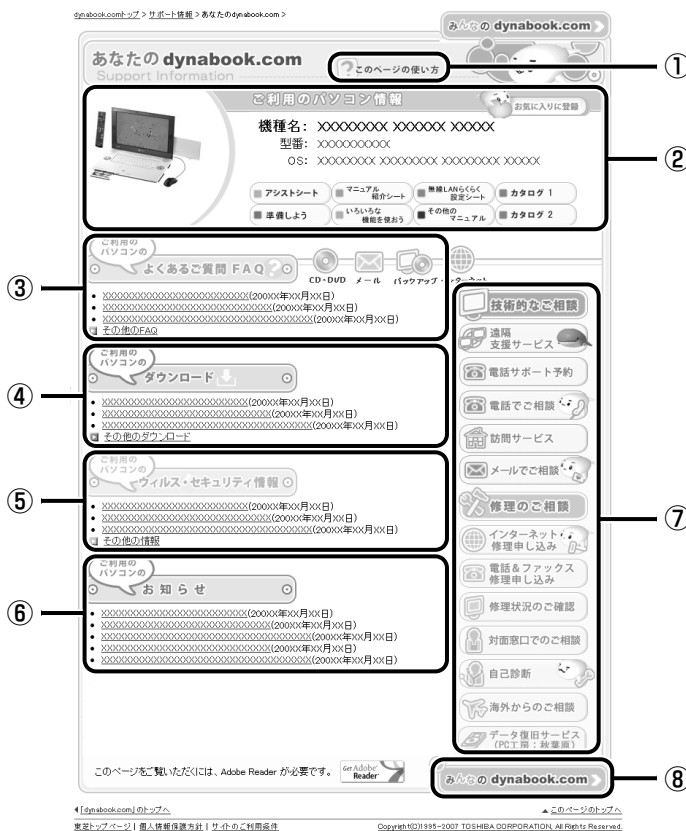 dynabook.comトップ > サポート情報 > あなたのdynabook.com >
みんなの dynabook.com
あなたの dynabook.com
Support Information
?このページの使い方
①
ご利用のパソコン情報
お気に入りに登録
機種名: XXXXXXXX XXXXXX XXXXX
型番: XXXXXXXXXXX
OS: XXXXXXXX XXXXXXXX XXXXXXXX XXXXX
②
アシストシート
マニュアル紹介シート
無線LANらくらく設定シート
カタログ 1
準備しよう
いろいろな機能を使おう
その他のマニュアル
カタログ 2
③
ご利用の
パソコンの
よくあるご質問 FAQ ?
CD・DVD メール バックアップ・インターネット
XXXXXXXXXXXXXXXXXXXXXXXXXX(200XX年XX月XX日)
XXXXXXXXXXXXXXXXXXXXXXXXXXXXXX(200XX年XX月XX日)
XXXXXXXXXXXXXXXXXXXXXXXXXXXXXXXXXXXXX(200XX年XX月XX日)
その他のFAQ
④
ご利用の
パソコンの
ダウンロード
XXXXXXXXXXXXXXXXXXXXXXXXXX(200XX年XX月XX日)
XXXXXXXXXXXXXXXXXXXXXXXXXXXXXX(200XX年XX月XX日)
XXXXXXXXXXXXXXXXXXXXXXXXXXXXXXXXXXXXX(200XX年XX月XX日)
その他のダウンロード
⑤
ご利用の
パソコンの
ウィルス・セキュリティ情報
XXXXXXXXXXXXXXXXXXXXXXXXXX(200XX年XX月XX日)
XXXXXXXXXXXXXXXXXXXXXXXXXXXXXX(200XX年XX月XX日)
XXXXXXXXXXXXXXXXXXXXXXXXXXXXXXXXXXXXX(200XX年XX月XX日)
その他の情報
⑥
ご利用の
パソコンの
お知らせ
XXXXXXXXXXXXXXXXXXXXXXXXXX(200XX年XX月XX日)
XXXXXXXXXXXXXXXXXXXXXXXXXXXXXX(200XX年XX月XX日)
XXXXXXXXXXXXXXXXXXXXXXXXXXXXXXXXXXXXX(200XX年XX月XX日)
XXXXXXXXXXXXXXXXXXXXXXXXXXXXXX(200XX年XX月XX日)
XXXXXXXXXXXXXXXXXXXXXXXXXXXXXXXXXXXXX(200XX年XX月XX日)
技術的なご相談
遠隔
支援サービス
電話サポート予約
電話でご相談
訪問サービス
メールでご相談
修理のご相談
⑦
インターネット
修理申し込み
電話&ファックス
修理申し込み
修理状況のご確認
対面窓口でのご相談
自己診断
海外からのご相談
データ復旧サービス
(PC工房:秋葉原)
このページをご覧いただくには、Adobe Reader が必要です。
Get Adobe Reader
みんなの dynabook.com
⑧
「dynabook.com」のトップへ
▲ このページのトップへ
東芝トップページ | 個人情報保護方針 | サイトのご利用条件
Copyright(C)1995-2007 TOSHIBA CORPORATION, All Rights Reserved.